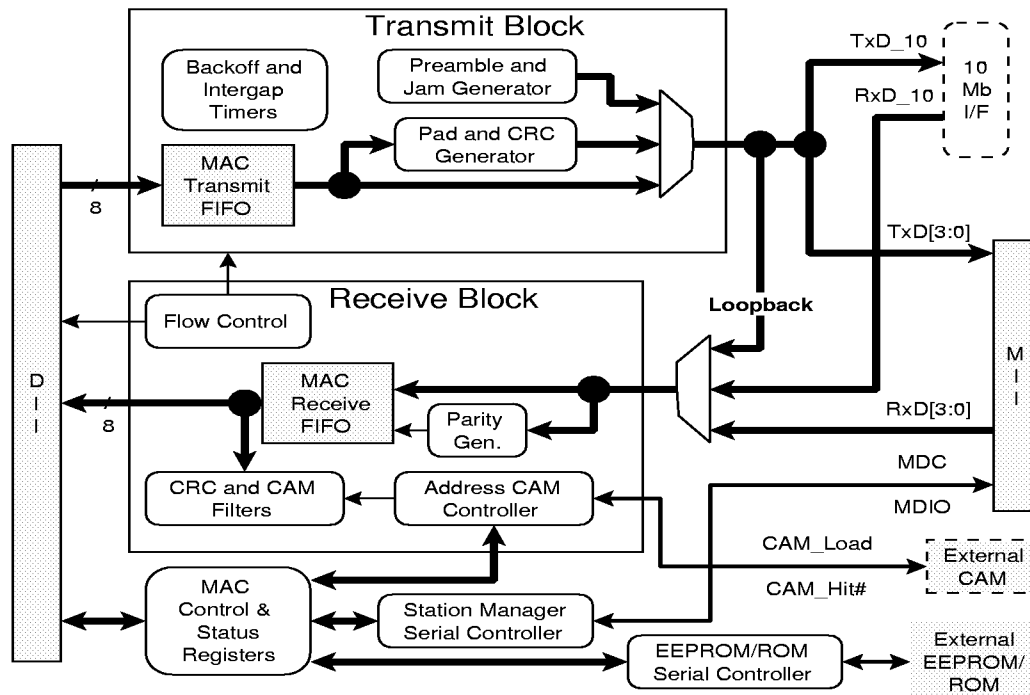 Transmit Block
Backoff and
Intergap
Timers
Preamble and
Jam Generator
Pad and CRC
Generator
MAC
Transmit
FIFO
8
TxD_10
RxD_10
10
Mb
I/F
TxD[3:0]
Loopback
Receive Block
Flow Control
D
I
I
M
I
I
MAC
Receive
FIFO
8
Parity
Gen.
RxD[3:0]
CRC and CAM
Filters
Address CAM
Controller
MDC
MDIO
CAM_Load
CAM_Hit#
External
CAM
MAC
Control &
Status
Registers
Station Manager
Serial Controller
EEPROM/ROM
Serial Controller
External
EEPROM/
ROM